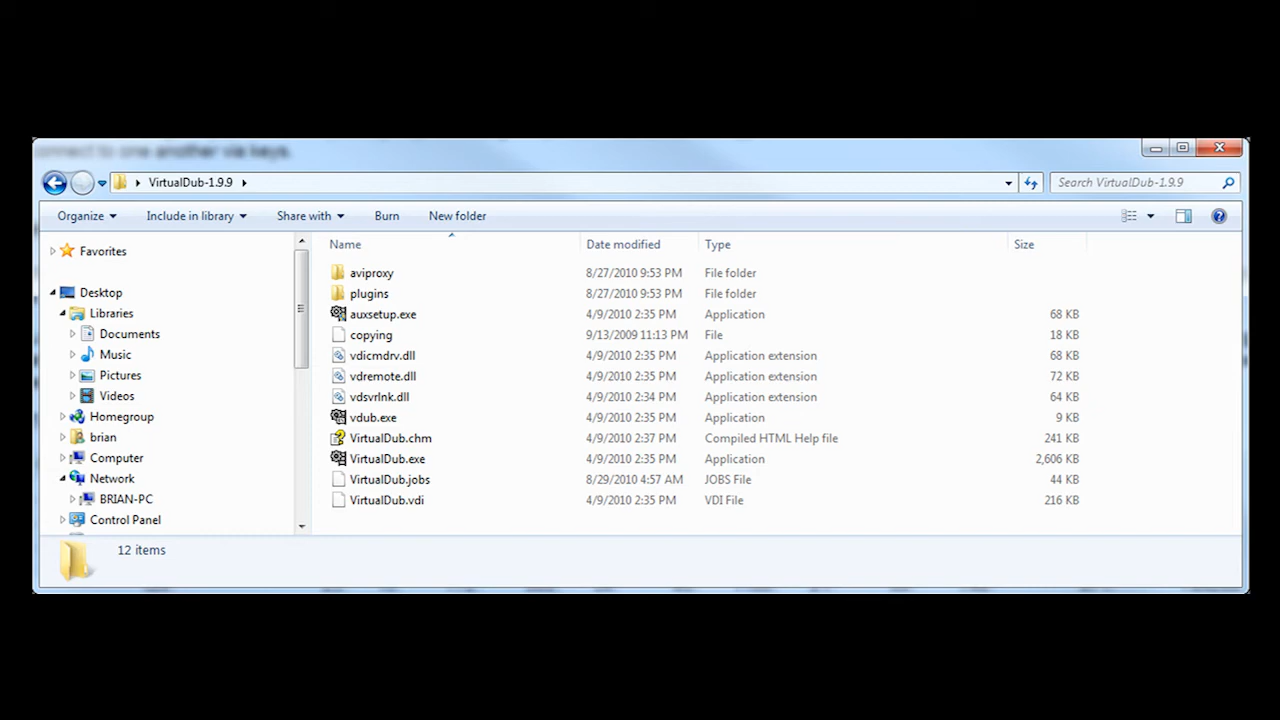 onnect to one another via keys.
VirtualDub-1.9.9
Search VirtualDub-1.9.9
Organize Include in library Share with Burn New folder
Name Date modified Type Size
Favorites
Desktop
Libraries
Documents
Music
Pictures
Videos
Homegroup
brian
Computer
Network
BRIAN-PC
Control Panel
aviproxy 8/27/2010 9:53 PM File folder
plugins 8/27/2010 9:53 PM File folder
auxsetup.exe 4/9/2010 2:35 PM Application 68 KB
copying 9/13/2009 11:13 PM File 18 KB
vdicmdrv.dll 4/9/2010 2:35 PM Application extension 68 KB
vdremote.dll 4/9/2010 2:35 PM Application extension 72 KB
vdsvrlnk.dll 4/9/2010 2:34 PM Application extension 64 KB
vdub.exe 4/9/2010 2:35 PM Application 9 KB
VirtualDub.chm 4/9/2010 2:37 PM Compiled HTML Help file 241 KB
VirtualDub.exe 4/9/2010 2:35 PM Application 2,606 KB
VirtualDub.jobs 8/29/2010 4:57 AM JOBS File 44 KB
VirtualDub.vdi 4/9/2010 2:35 PM VDI File 216 KB
12 items